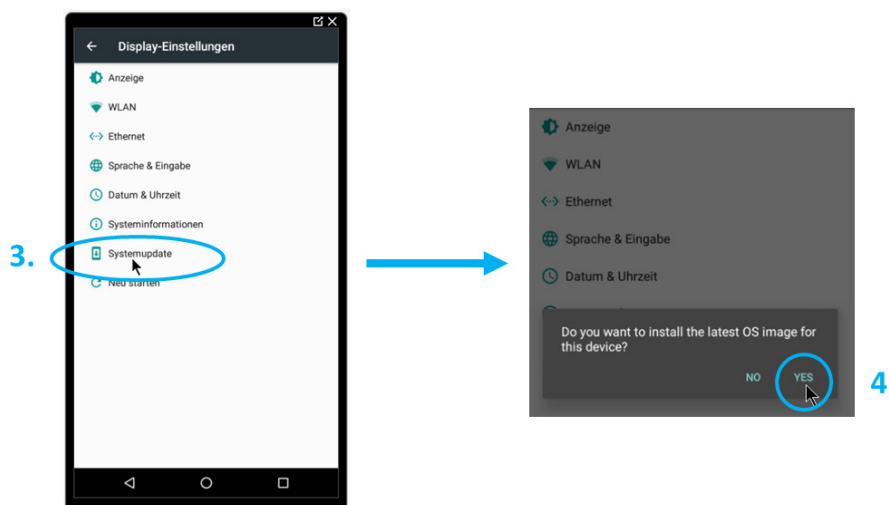 Display-Einstellungen
Anzeige
WLAN
Ethernet
Sprache & Eingabe
Datum & Uhrzeit
Systeminformationen
3.
Systemupdate
Neu starten
Anzeige
WLAN
Ethernet
Sprache & Eingabe
Datum & Uhrzeit
Do you want to install the latest OS image for
this device?
NO YES
4